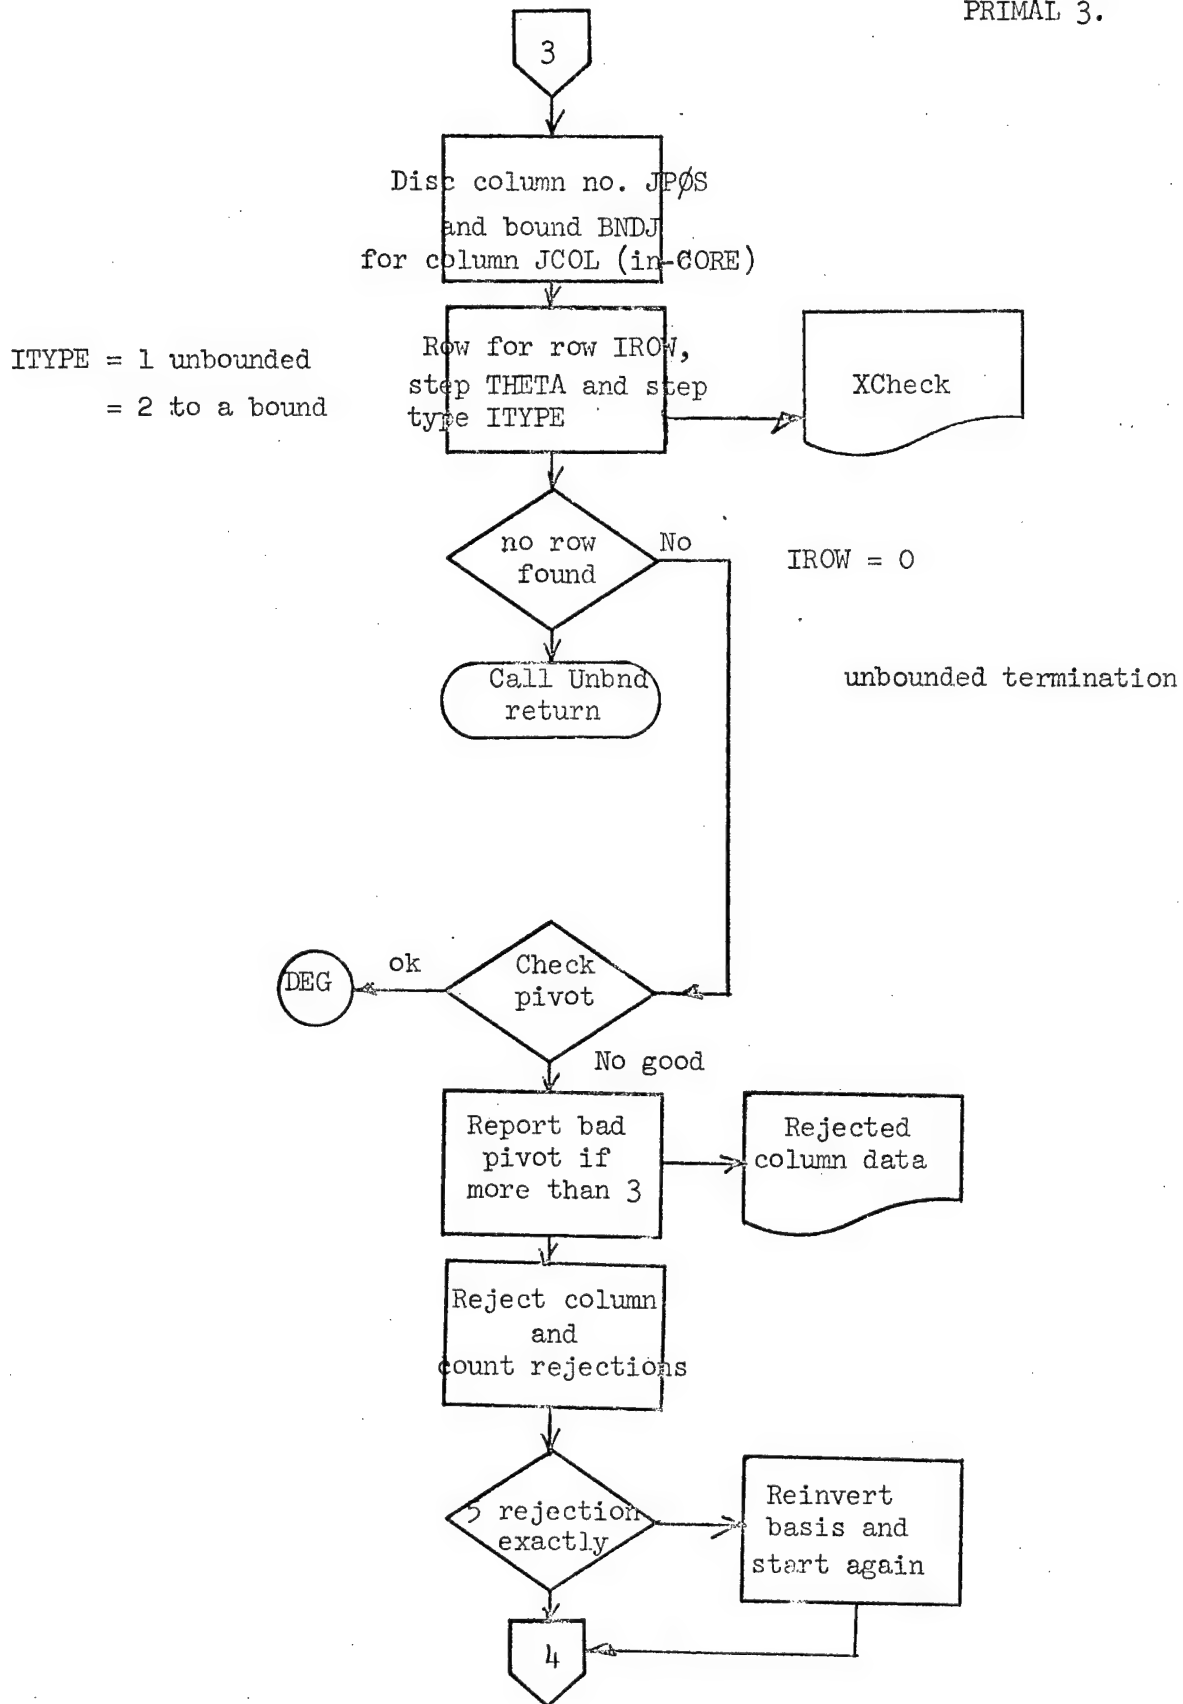 PRIMAL 3.
3
Disc column no. JPØS
and bound BNDJ
for column JCOL (in-CORE)
ITYPE = 1 unbounded
= 2 to a bound
Row for row IROW,
step THETA and step
type ITYPE
XCheck
no row
found
No
IROW = 0
Call Unbnd
return
unbounded termination
DEG
ok
Check
pivot
No good
Report bad
pivot if
more than 3
Rejected
column data
Reject column
and
count rejections
5 rejection
exactly
Reinvert
basis and
start again
4